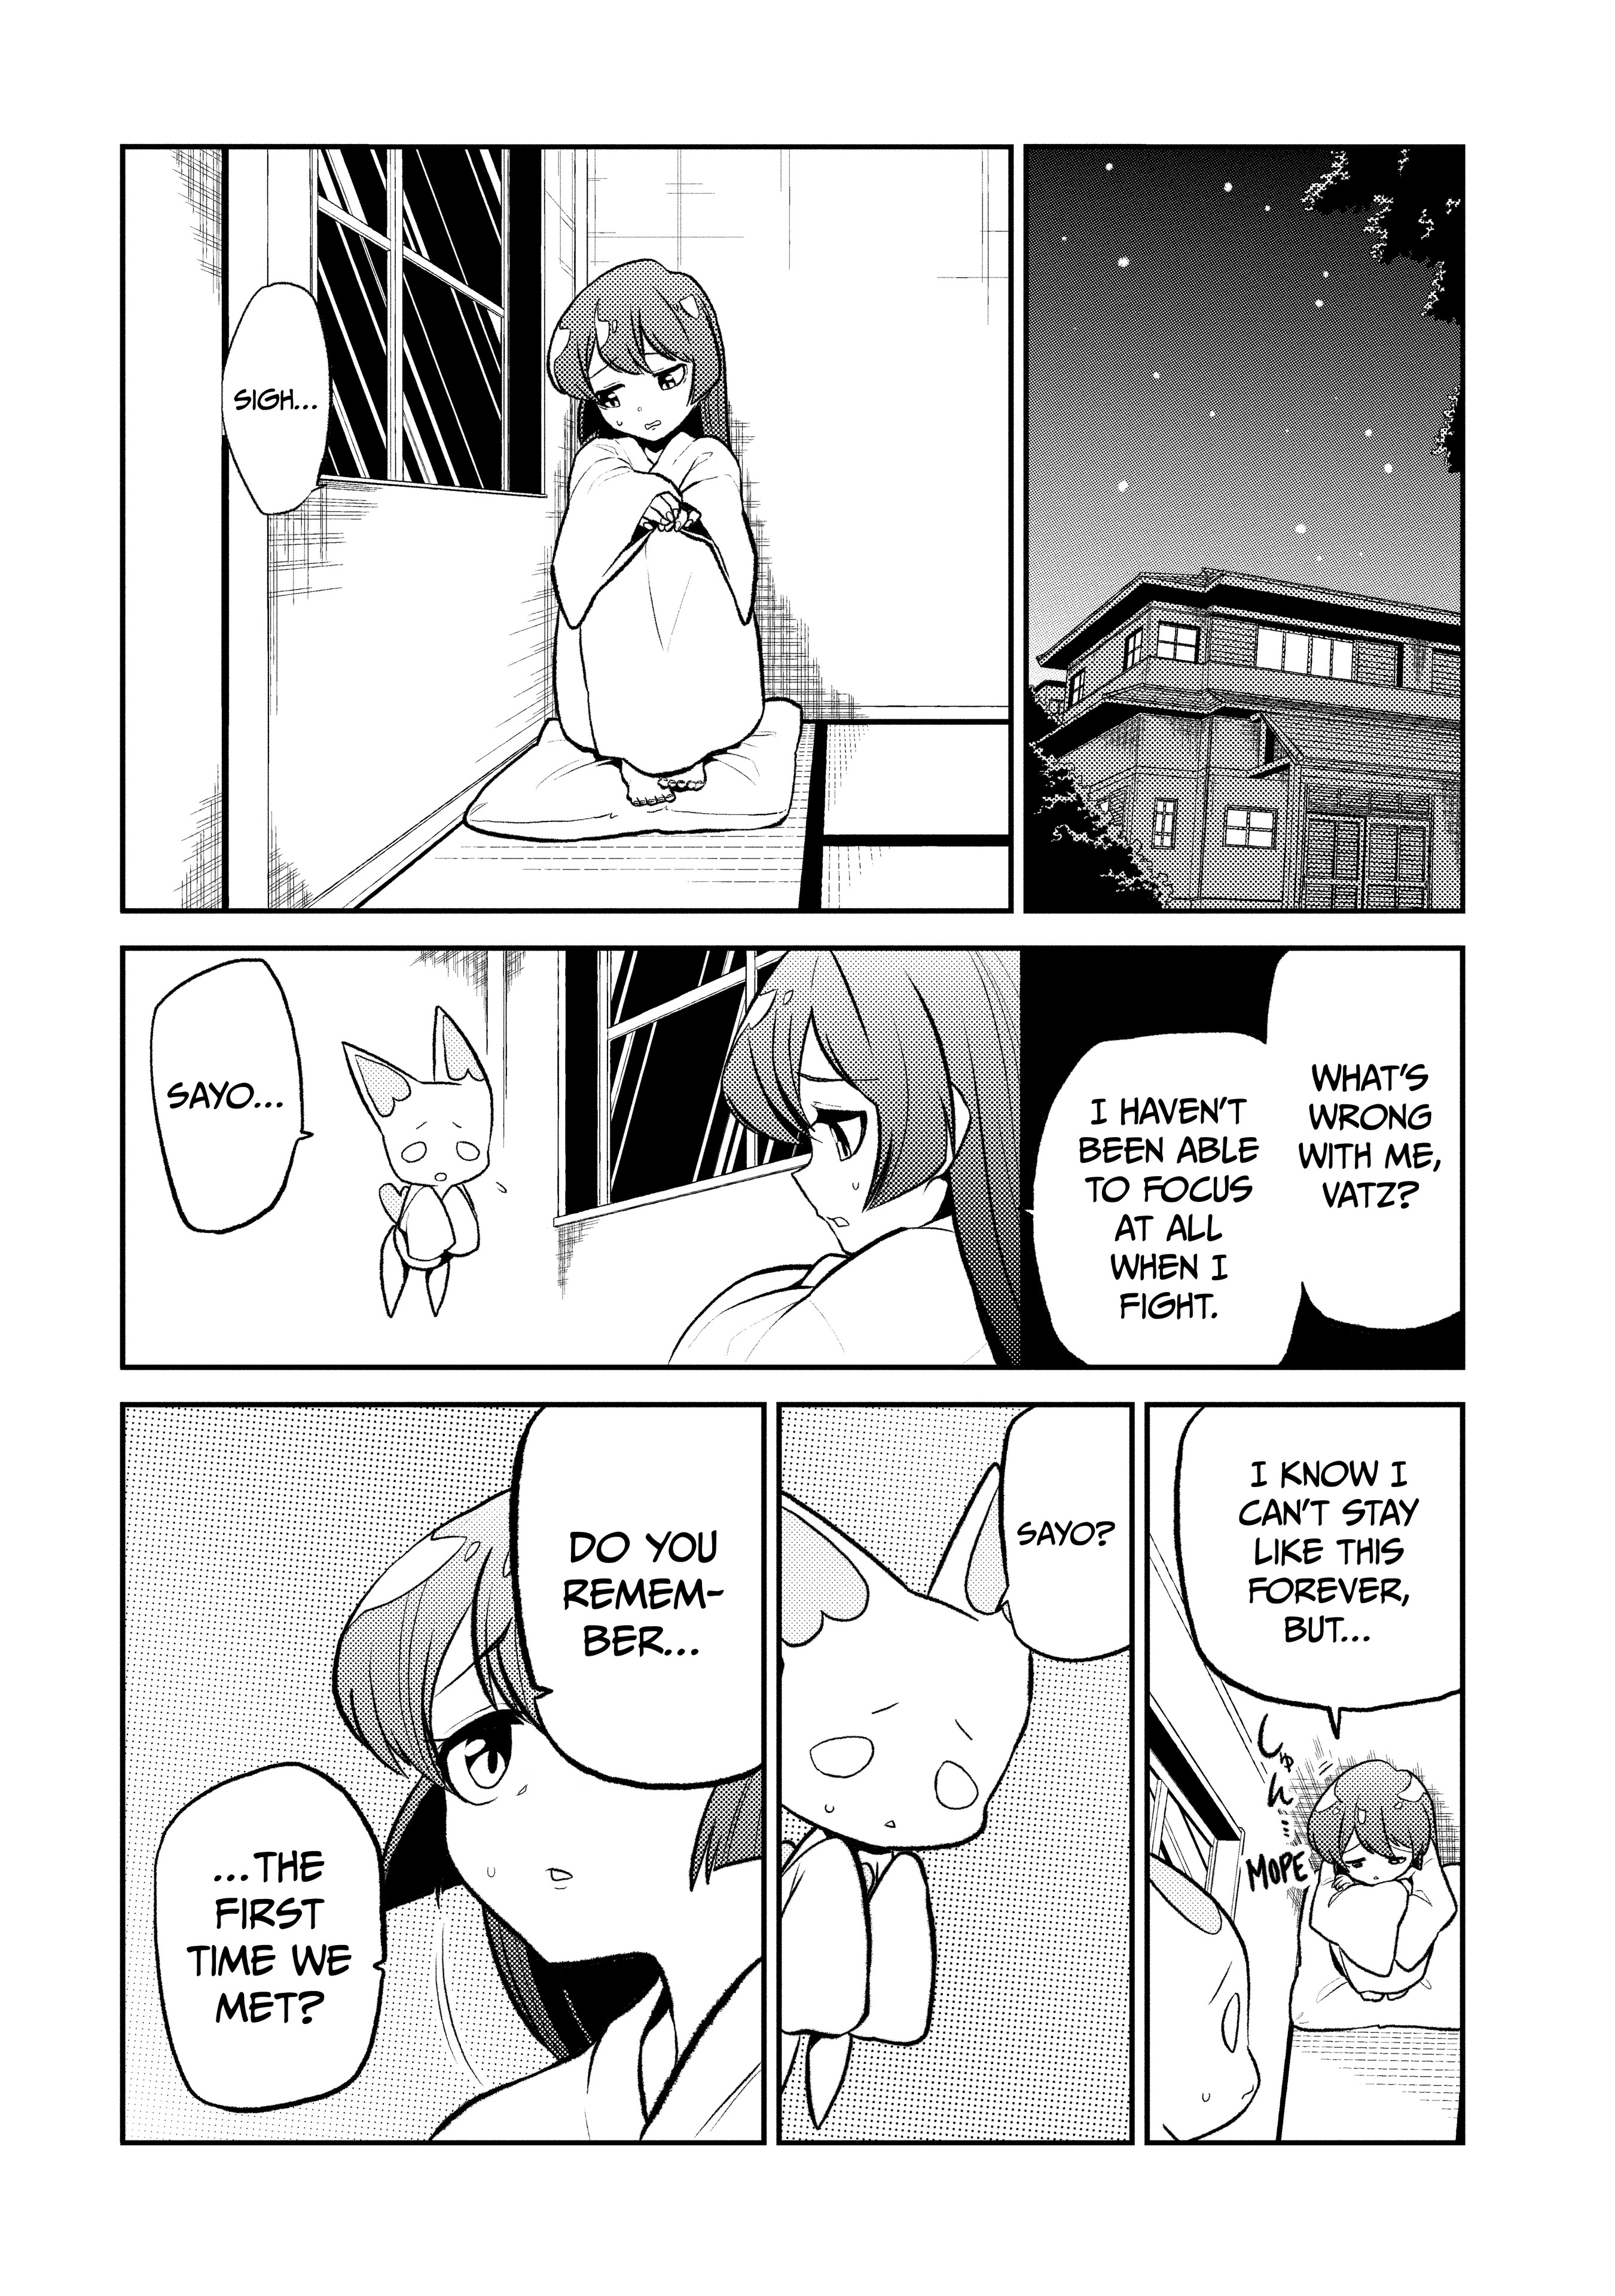 SIGH...
WHAT'S
WRONG
WITH ME,
VATZ?
I HAVEN'T
BEEN ABLE
TO FOCUS
AT ALL
WHEN I
FIGHT.
SAYO...
I KNOW I
CAN'T STAY
LIKE THIS
FOREVER,
BUT...
しゅん…
MOPE
SAYO?
DO YOU
REMEM-
BER...
...THE
FIRST
TIME WE
MET?